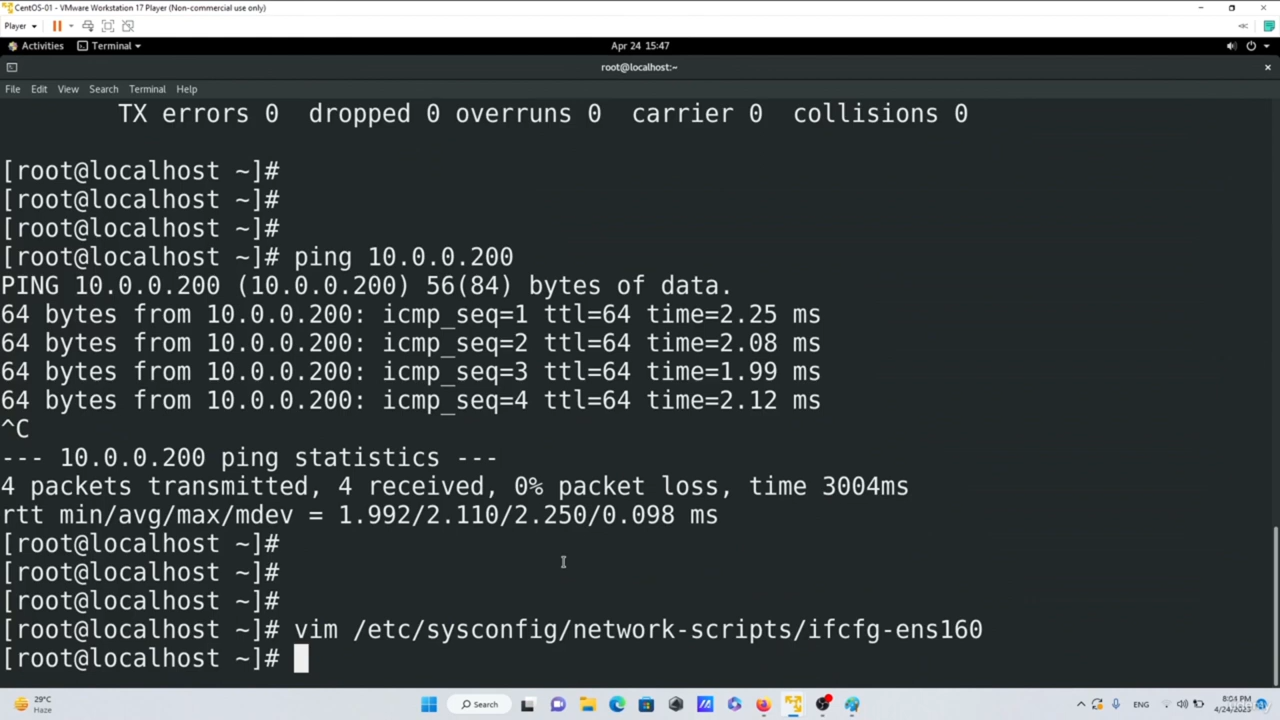 CentOS-01 - VMware Workstation 17 Player (Non-commercial use only)
Player
Activities Terminal Apr 24 15:47
root@localhost:~
File Edit View Search Terminal Help
TX errors 0  dropped 0 overruns 0  carrier 0  collisions 0
[root@localhost ~]#
[root@localhost ~]#
[root@localhost ~]#
[root@localhost ~]# ping 10.0.0.200
PING 10.0.0.200 (10.0.0.200) 56(84) bytes of data.
64 bytes from 10.0.0.200: icmp_seq=1 ttl=64 time=2.25 ms
64 bytes from 10.0.0.200: icmp_seq=2 ttl=64 time=2.08 ms
64 bytes from 10.0.0.200: icmp_seq=3 ttl=64 time=1.99 ms
64 bytes from 10.0.0.200: icmp_seq=4 ttl=64 time=2.12 ms
^C
--- 10.0.0.200 ping statistics ---
4 packets transmitted, 4 received, 0% packet loss, time 3004ms
rtt min/avg/max/mdev = 1.992/2.110/2.250/0.098 ms
[root@localhost ~]#
[root@localhost ~]#
[root@localhost ~]#
[root@localhost ~]# vim /etc/sysconfig/network-scripts/ifcfg-ens160
[root@localhost ~]#
29°C
Haze
Search
ENG
8:04 PM
4/24/2023